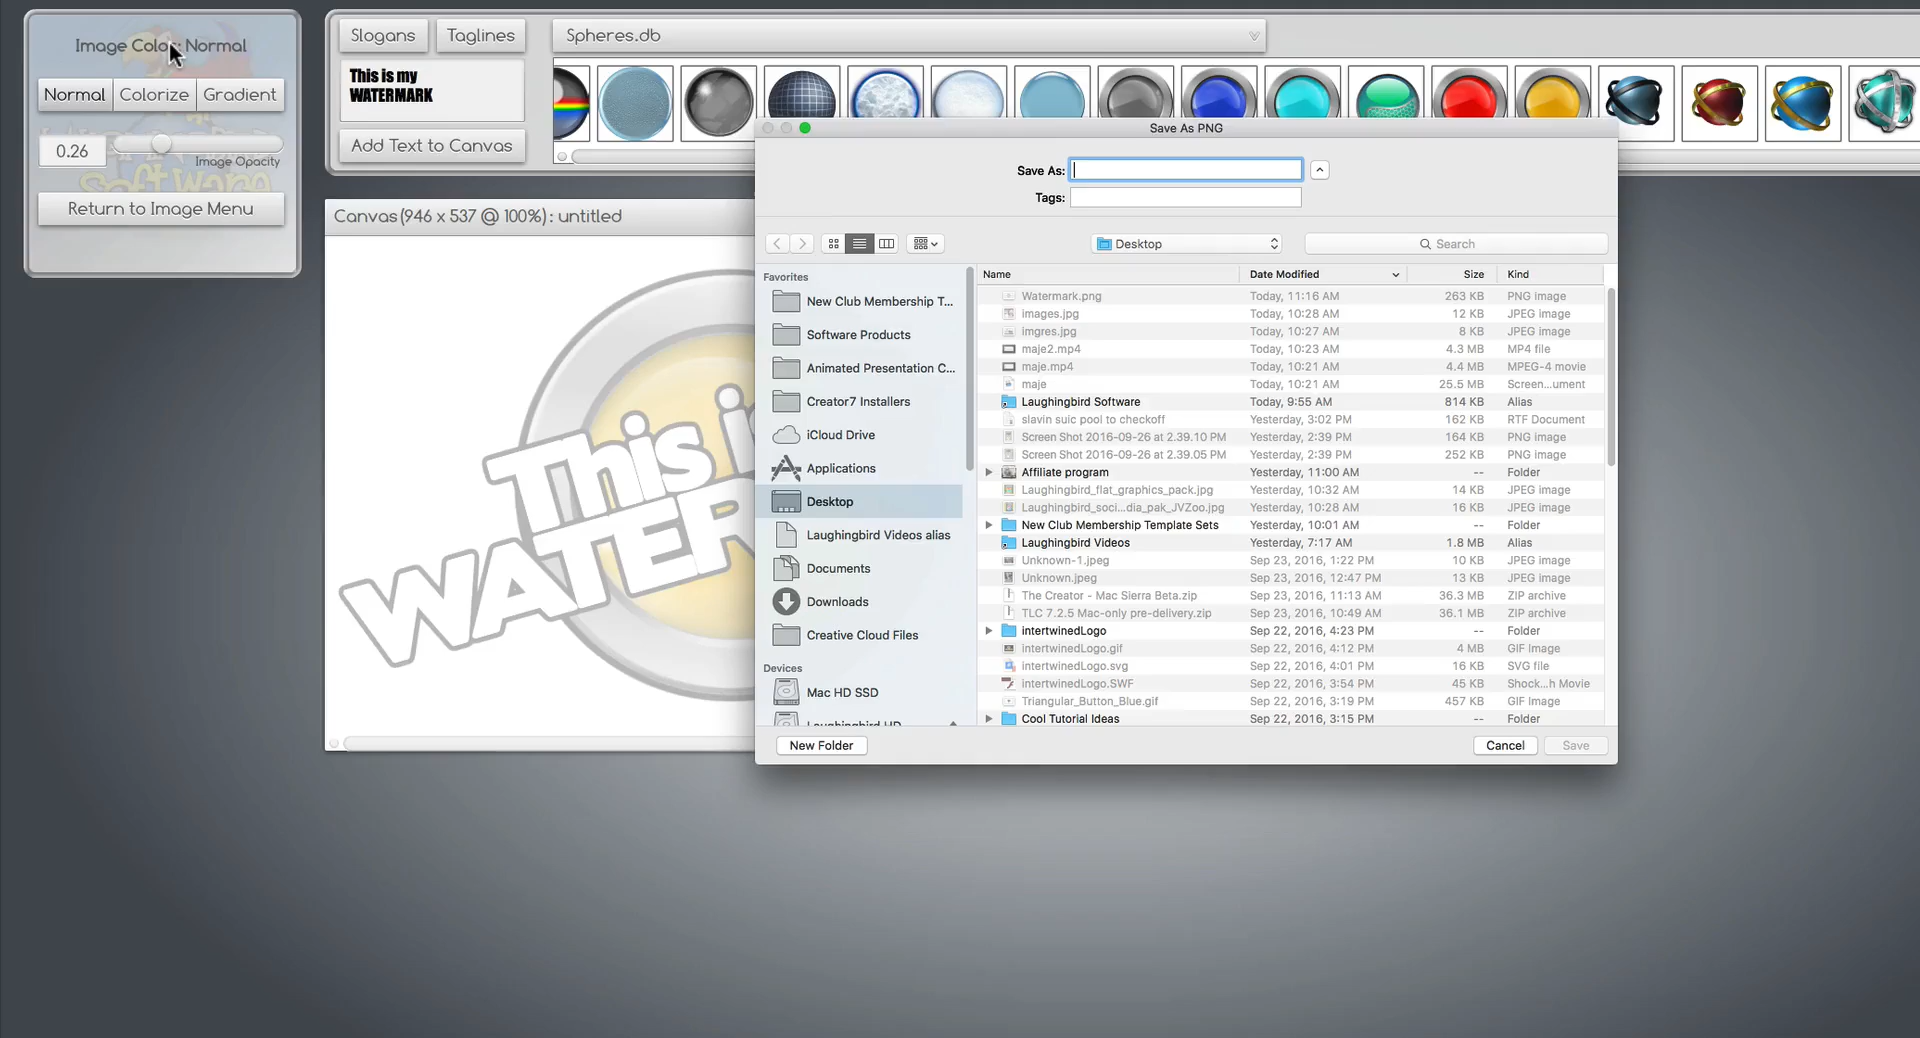 Image Color: Normal
Normal Colorize Gradient
0.26
Image Opacity
Software
Return to Image Menu
Slogans Taglines
This is my
WATERMARK
Add Text to Canvas
Spheres.db
Canvas(946 x 537 @ 100%): untitled
This is
WATER
Save As PNG
Save As:
Tags:
Desktop
Search
Favorites
New Club Membership T...
Software Products
Animated Presentation C...
Creator7 Installers
iCloud Drive
Applications
Desktop
Laughingbird Videos alias
Documents
Downloads
Creative Cloud Files
Devices
Mac HD SSD
Laughingbird HD
Name Date Modified Size Kind
Watermark.png Today, 11:16 AM 263 KB PNG image
images.jpg Today, 10:28 AM 12 KB JPEG image
imgres.jpg Today, 10:27 AM 8 KB JPEG image
maje2.mp4 Today, 10:23 AM 4.3 MB MP4 file
maje.mp4 Today, 10:21 AM 4.4 MB MPEG-4 movie
maje Today, 10:21 AM 25.5 MB Screen...ument
Laughingbird Software Today, 9:55 AM 814 KB Alias
slavin suic pool to checkoff Yesterday, 3:02 PM 162 KB RTF Document
Screen Shot 2016-09-26 at 2.39.10 PM Yesterday, 2:39 PM 164 KB PNG image
Screen Shot 2016-09-26 at 2.39.05 PM Yesterday, 2:39 PM 252 KB PNG image
Affiliate program Yesterday, 11:00 AM -- Folder
Laughingbird_flat_graphics_pack.jpg Yesterday, 10:32 AM 14 KB JPEG image
Laughingbird_soci...dia_pak_JVZoo.jpg Yesterday, 10:28 AM 16 KB JPEG image
New Club Membership Template Sets Yesterday, 10:01 AM -- Folder
Laughingbird Videos Yesterday, 7:17 AM 1.8 MB Alias
Unknown-1.jpeg Sep 23, 2016, 1:22 PM 10 KB JPEG image
Unknown.jpeg Sep 23, 2016, 12:47 PM 13 KB JPEG image
The Creator - Mac Sierra Beta.zip Sep 23, 2016, 11:13 AM 36.3 MB ZIP archive
TLC 7.2.5 Mac-only pre-delivery.zip Sep 23, 2016, 10:49 AM 36.1 MB ZIP archive
intertwinedLogo Sep 22, 2016, 4:23 PM -- Folder
intertwinedLogo.gif Sep 22, 2016, 4:12 PM 4 MB GIF Image
intertwinedLogo.svg Sep 22, 2016, 4:01 PM 16 KB SVG file
intertwinedLogo.SWF Sep 22, 2016, 3:54 PM 45 KB Shock...h Movie
Triangular_Button_Blue.gif Sep 22, 2016, 3:19 PM 457 KB GIF Image
Cool Tutorial Ideas Sep 22, 2016, 3:15 PM -- Folder
New Folder
Cancel
Save